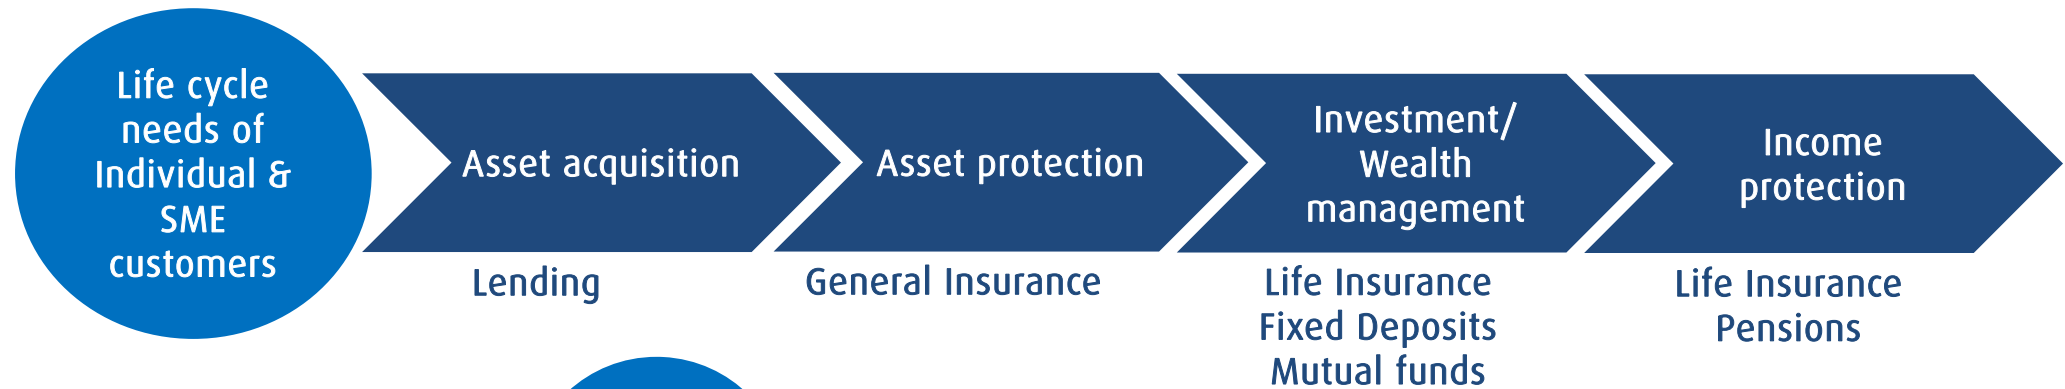 Life cycle
needs of
Individual &
SME
customers
Asset acquisition
Lending
Asset protection
General Insurance
Investment/
Wealth
management
Life Insurance
Fixed Deposits
Mutual funds
Income
protection
Life Insurance
Pensions